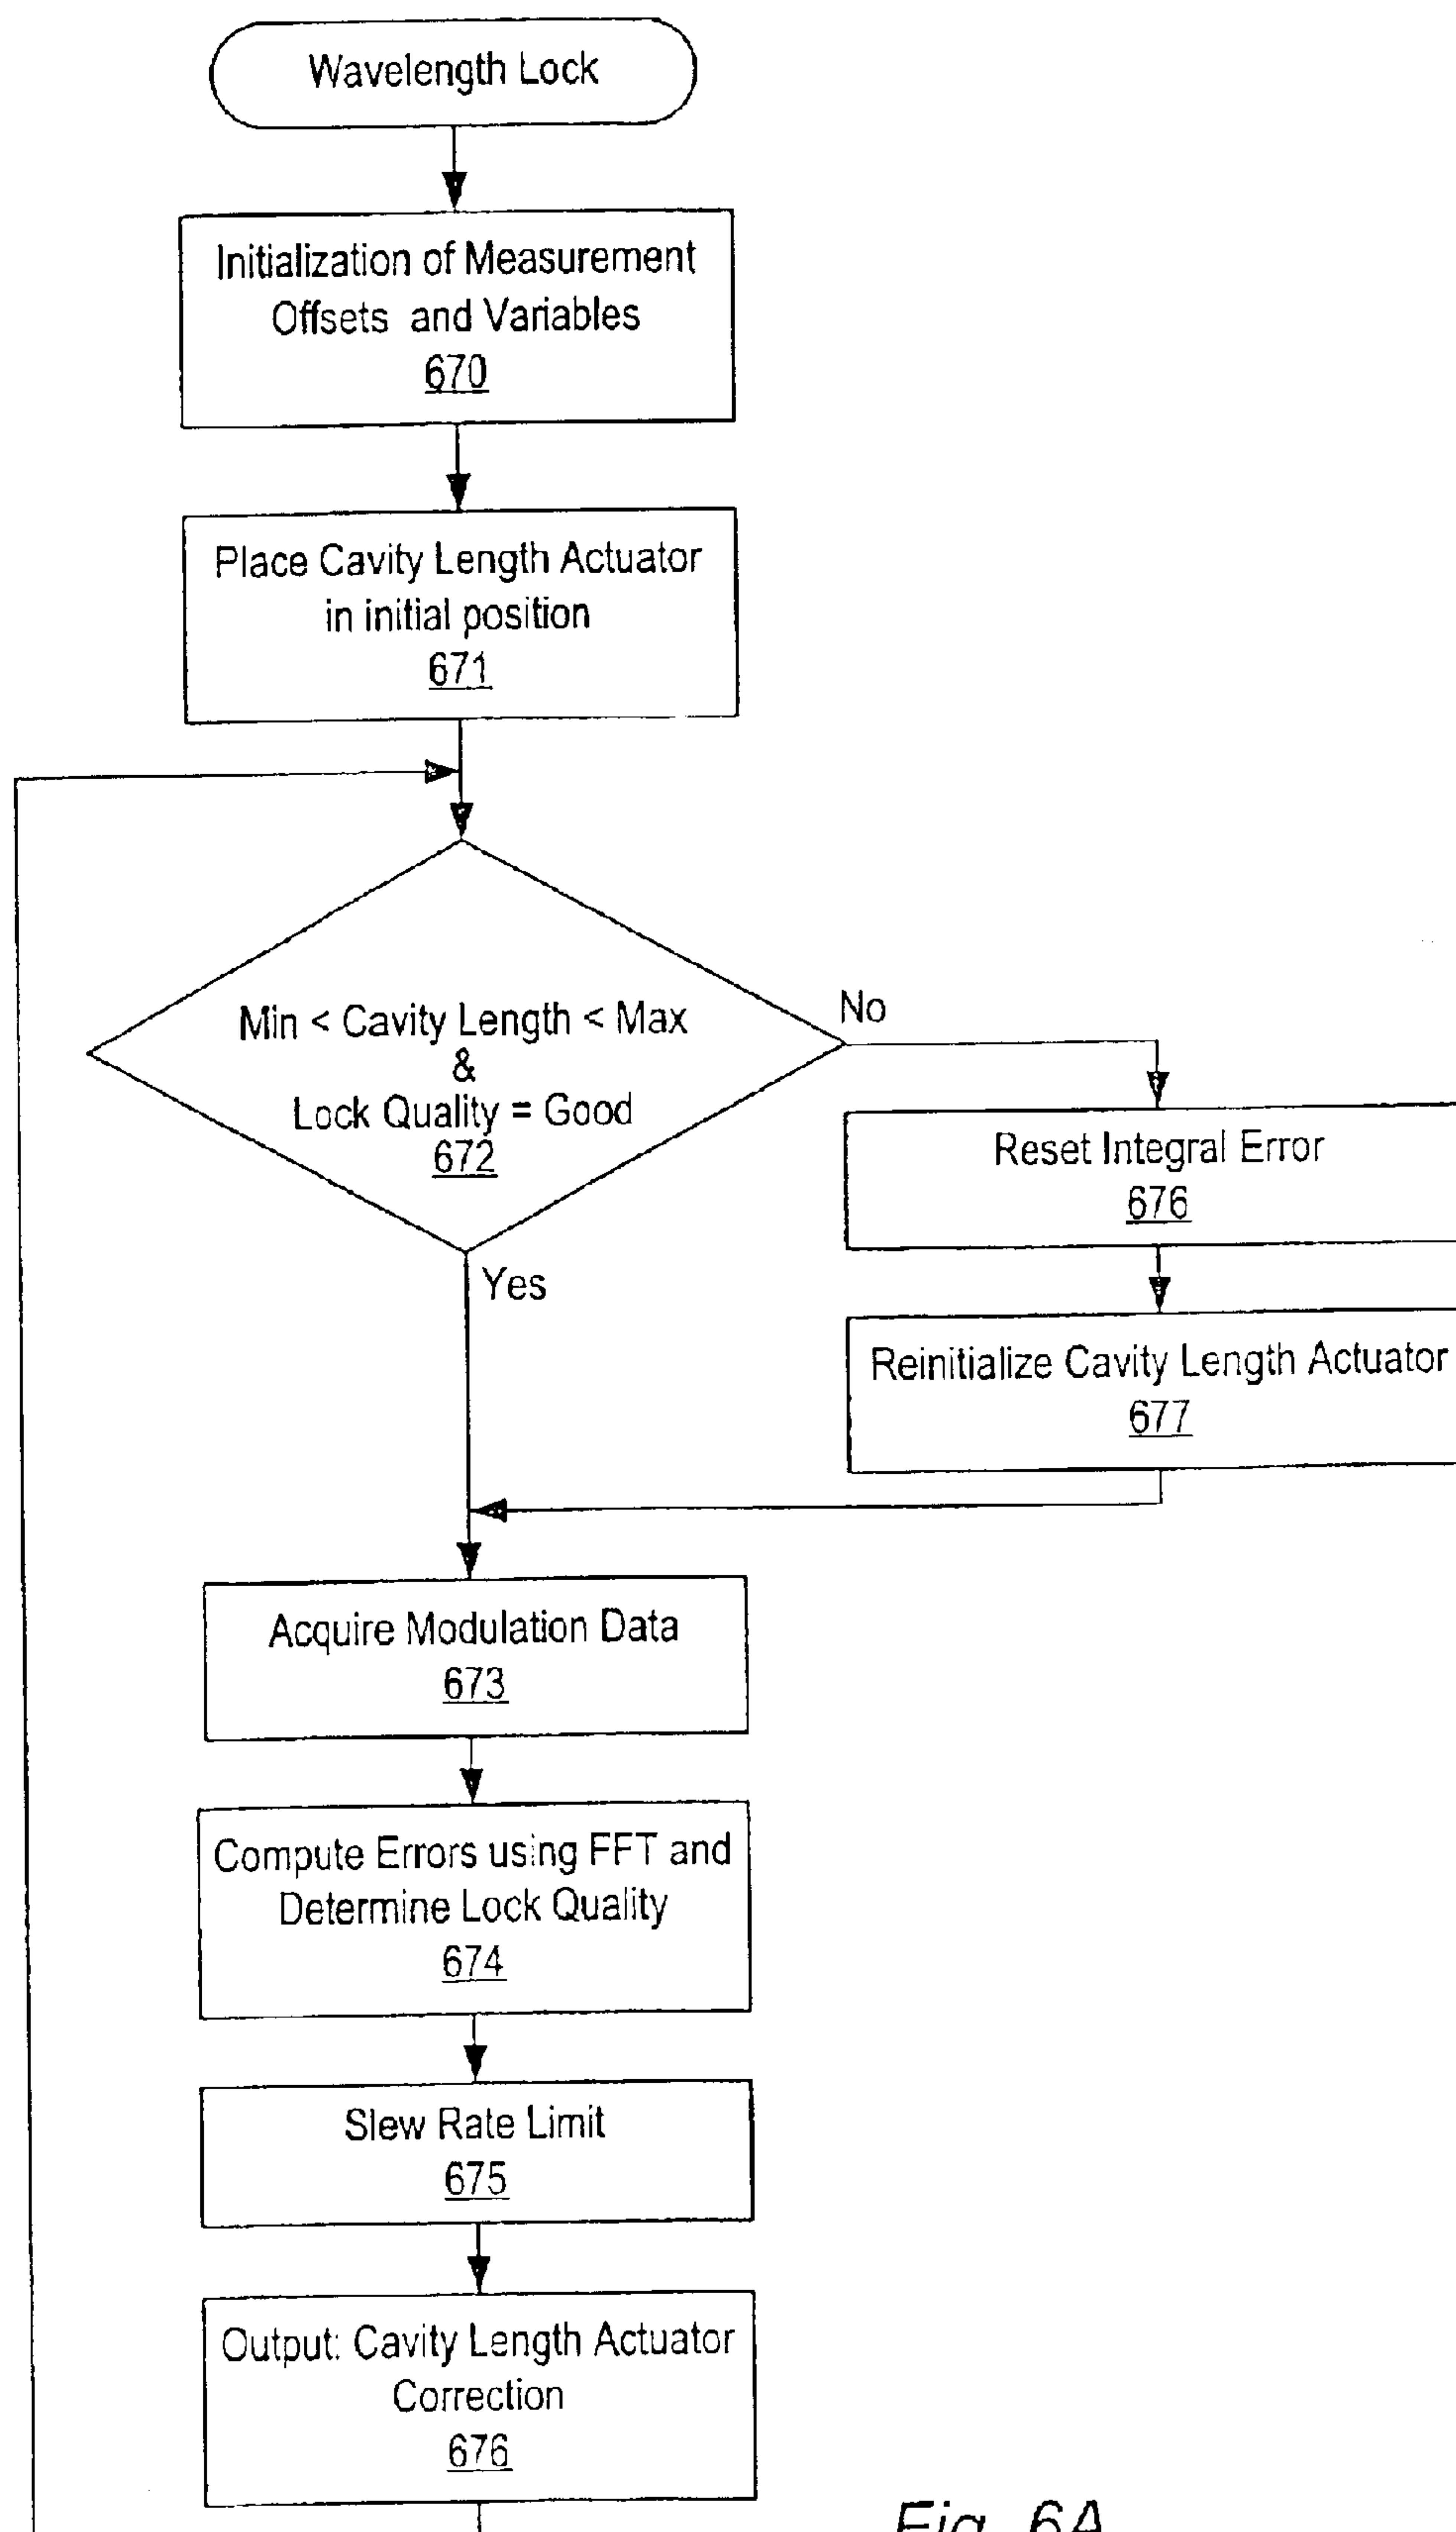 Wavelength Lock
Initialization of Measurement
Offsets and Variables
670
Place Cavity Length Actuator
in initial position
671
Min < Cavity Length < Max
&
Lock Quality = Good
672
No
Yes
Reset Integral Error
676
Reinitialize Cavity Length Actuator
677
Acquire Modulation Data
673
Compute Errors using FFT and
Determine Lock Quality
674
Slew Rate Limit
675
Output: Cavity Length Actuator
Correction
676
Fig. 6A